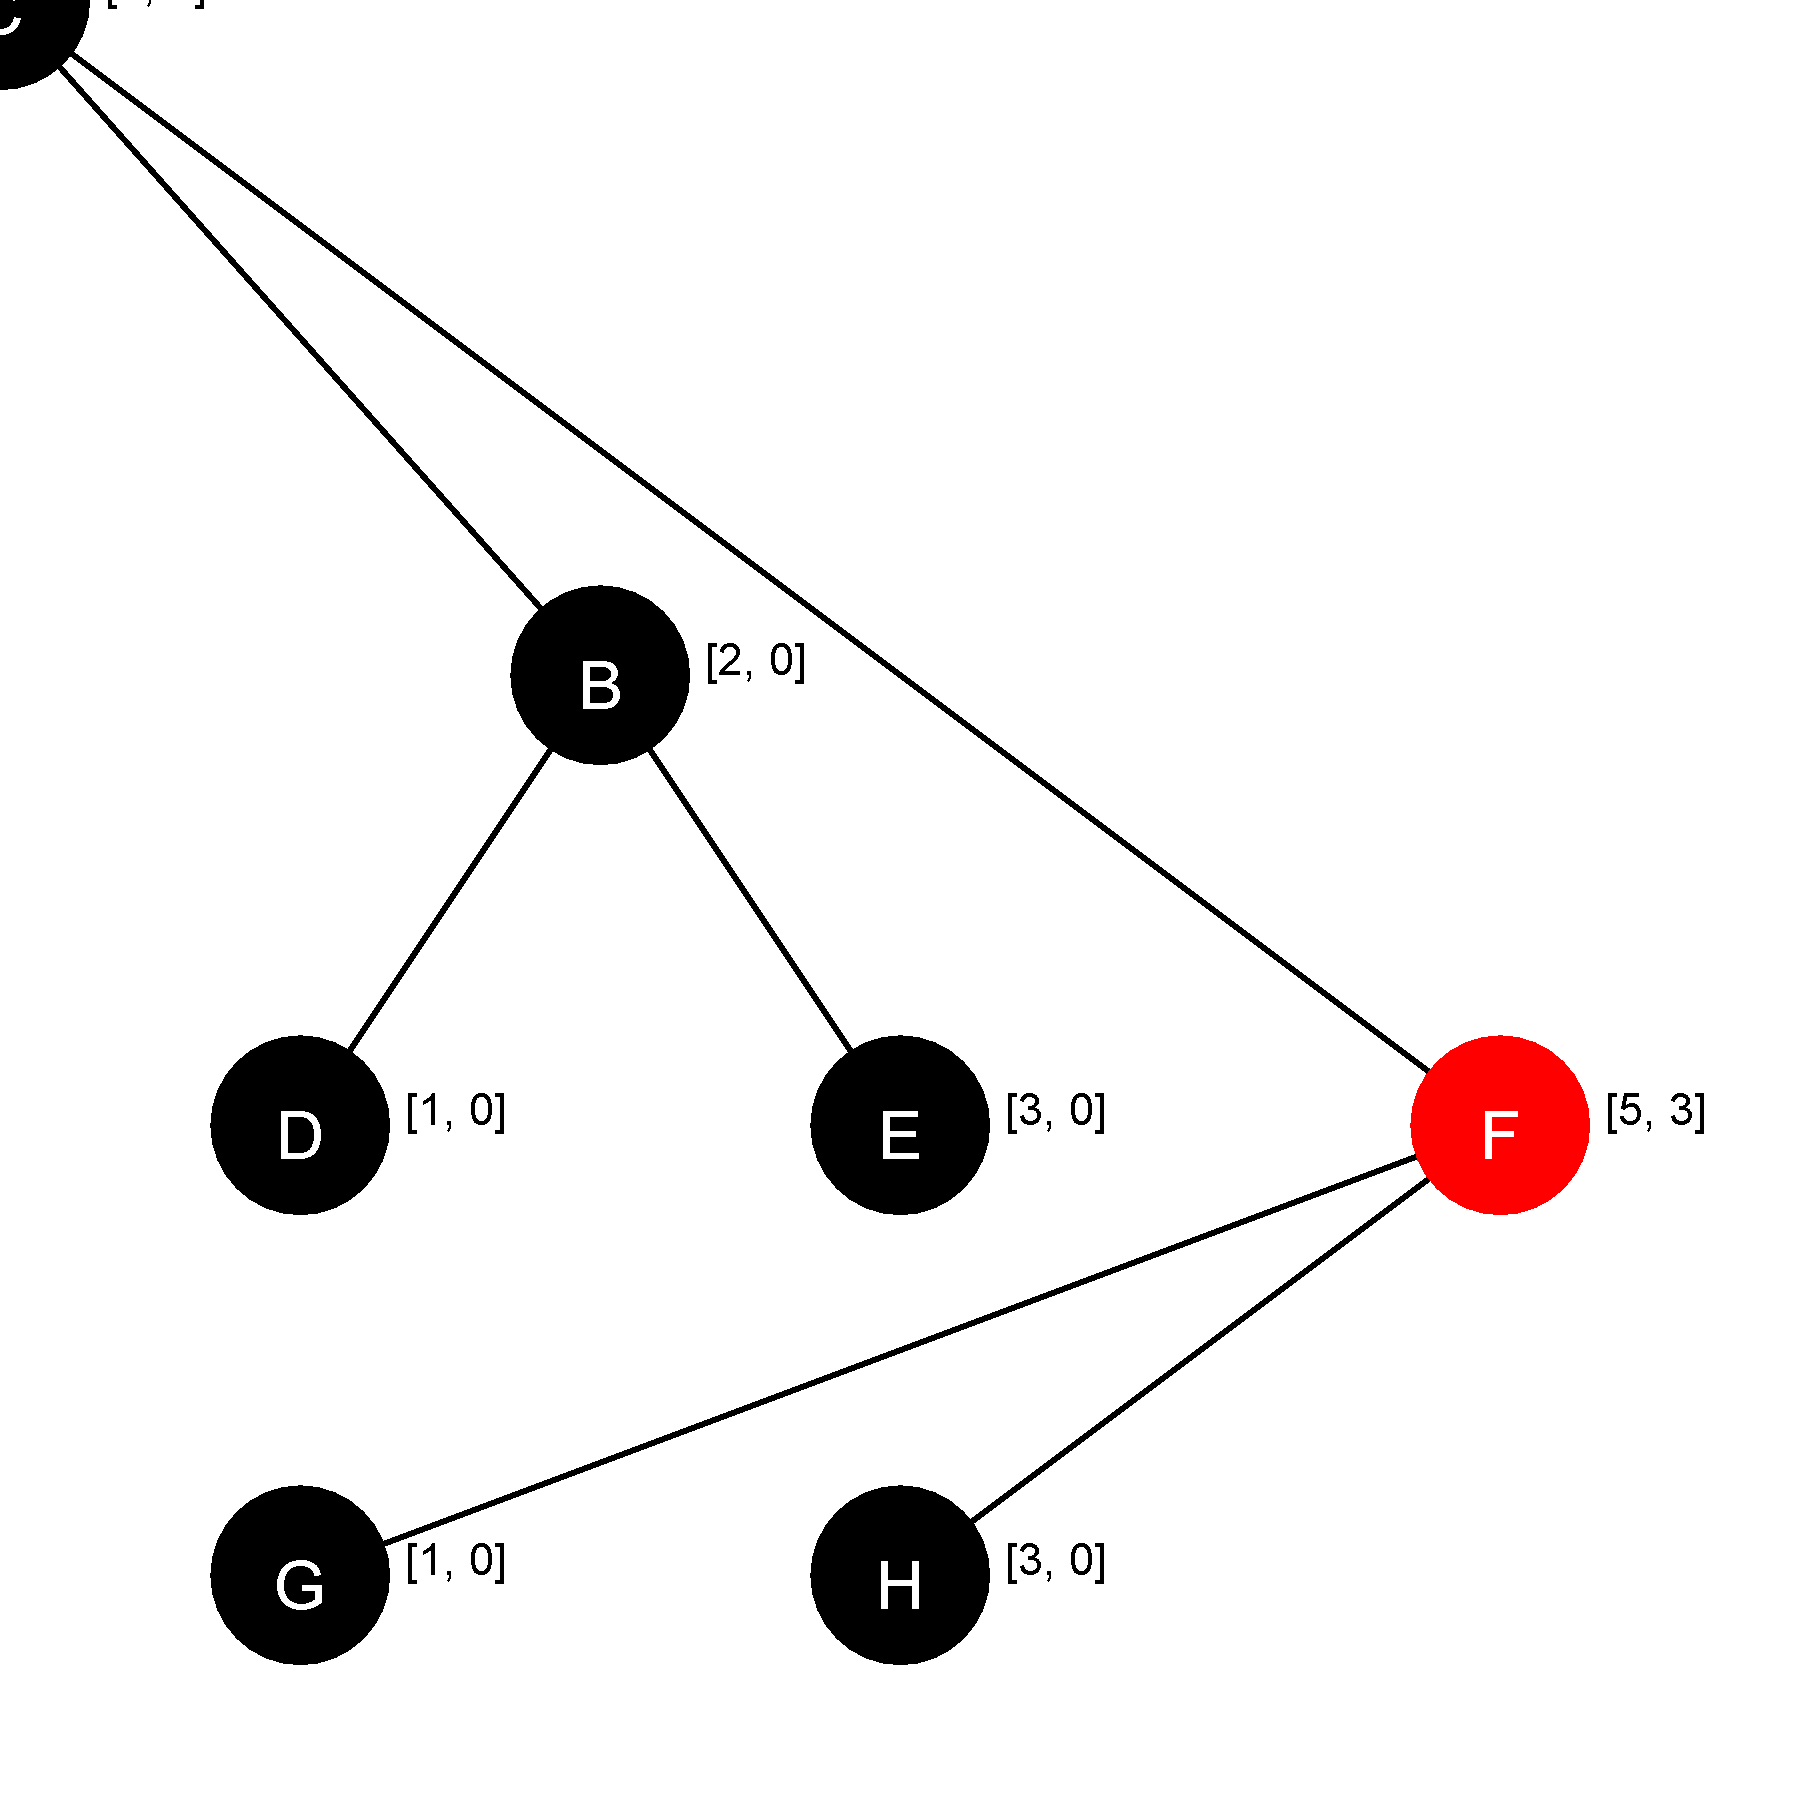 B [2, 0]
D [1, 0]
E [3, 0]
F [5, 3]
G [1, 0]
H [3, 0]